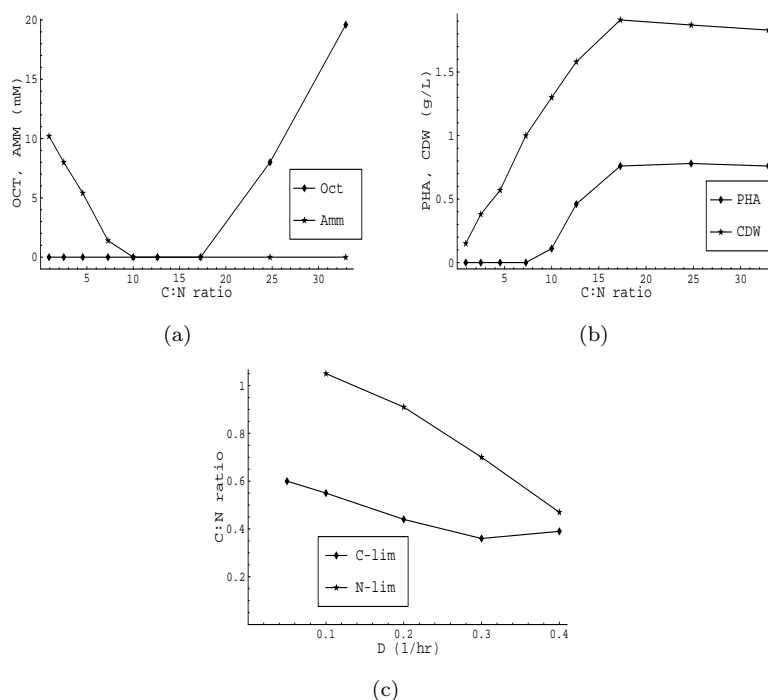 20
15
10
5
0
OCT, AMM (mM)
Oct
Amm
5 10 15 20 25 30
C:N ratio
(a)
1.5
1
0.5
0
PHA, CDW (g/L)
PHA
CDW
5 10 15 20 25 30
C:N ratio
(b)
1
0.8
0.6
0.4
0.2
C:N ratio
C-lim
N-lim
0.1 0.2 0.3 0.4
D (1/hr)
(c)